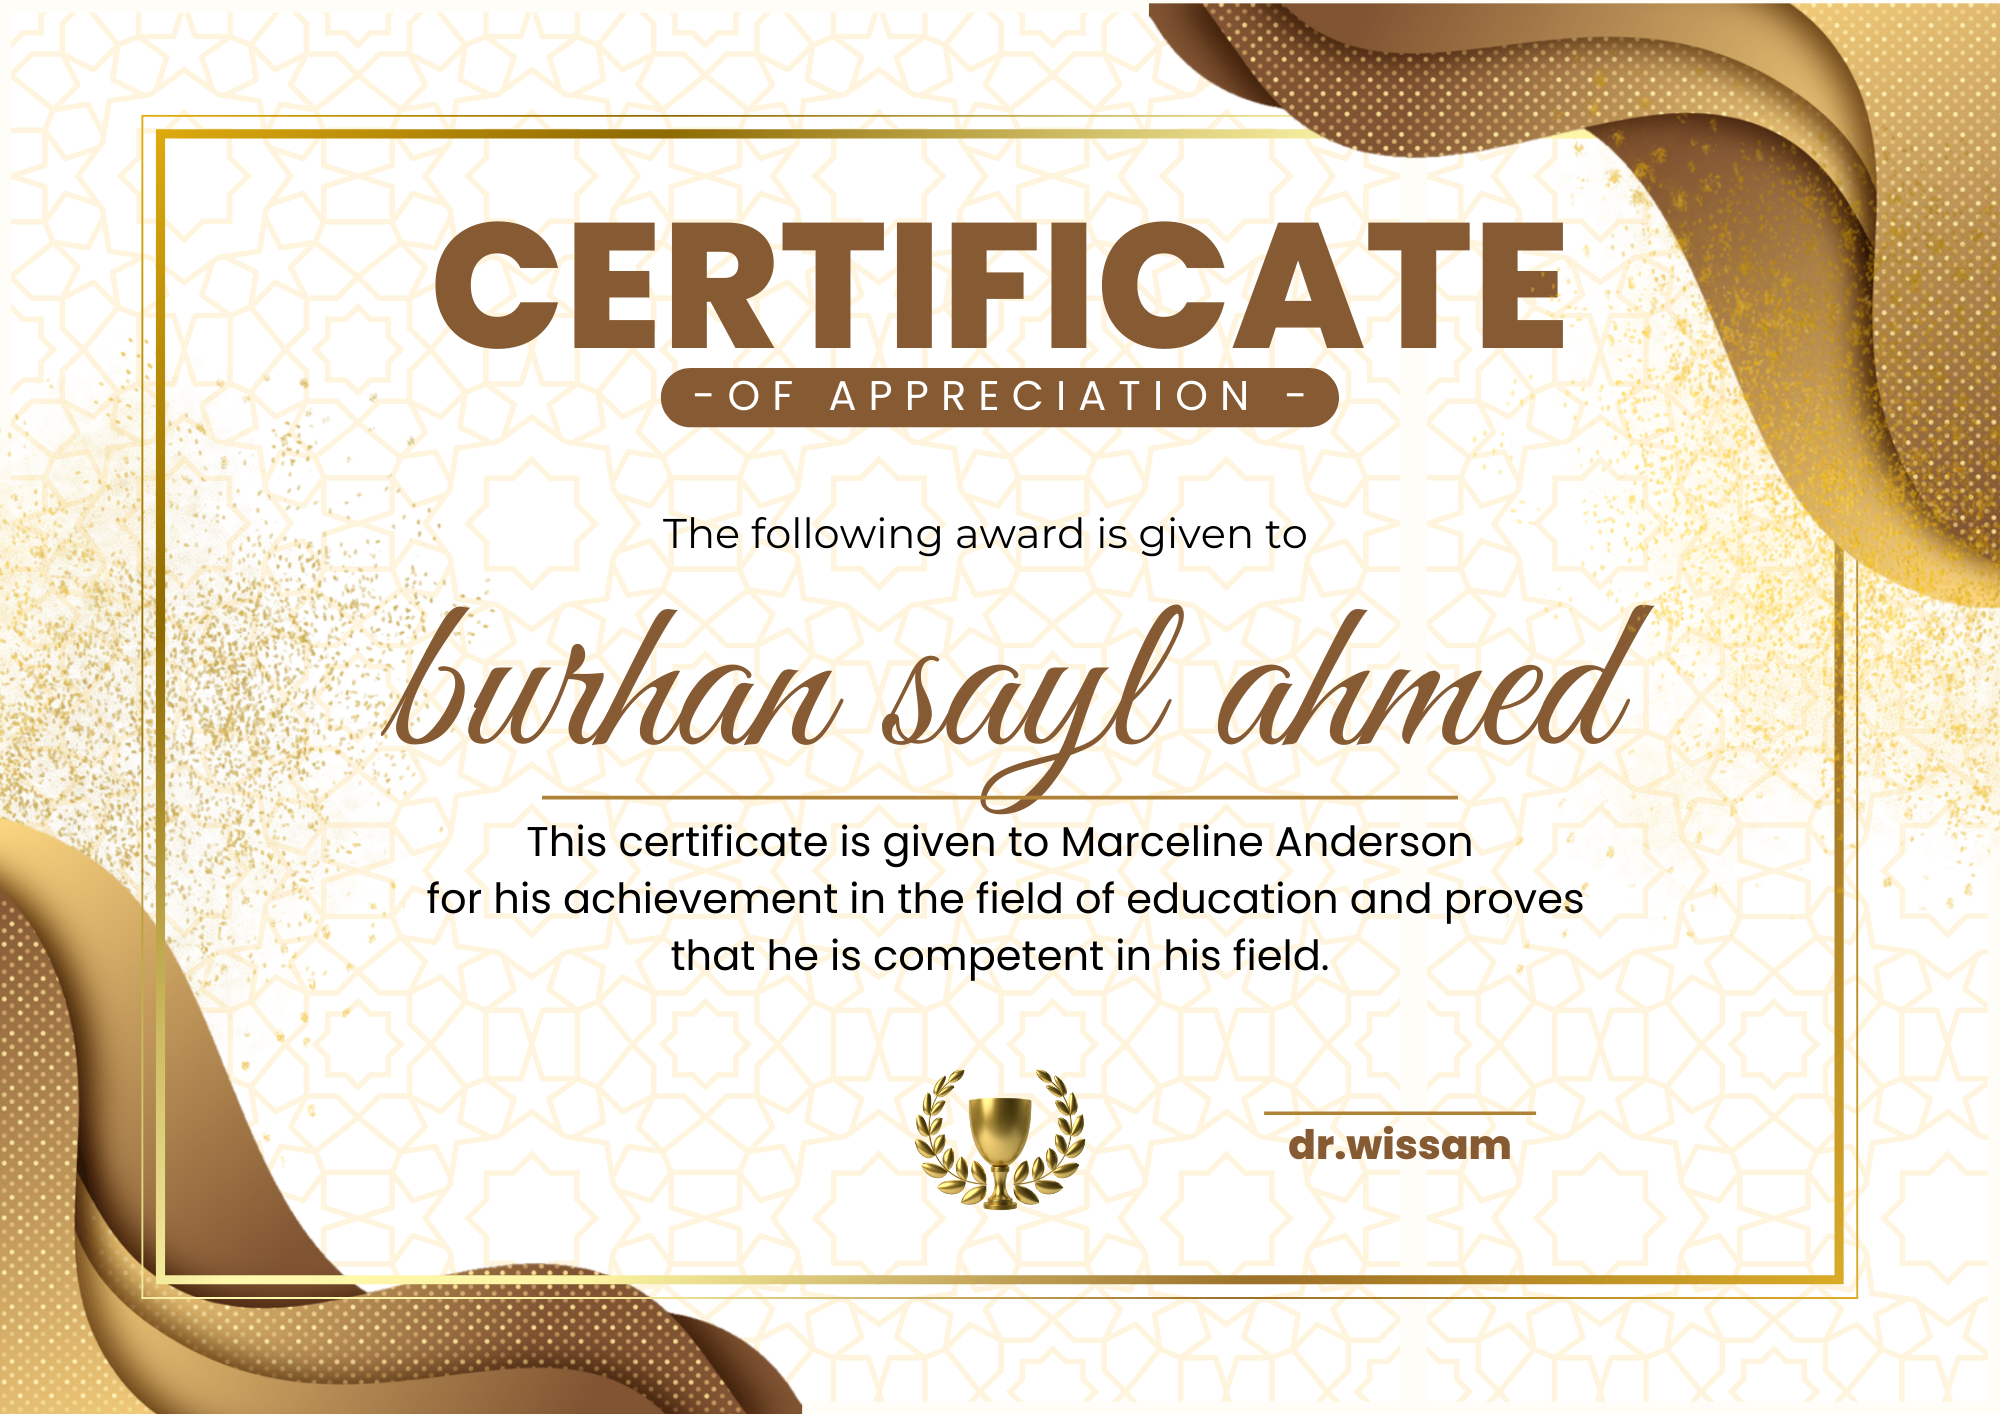 CERTIFICATE
-OF APPRECIATION -
The following award is given to
burhan sayl ahmed
This certificate is given to Marceline Anderson
for his achievement in the field of education and proves
that he is competent in his field.
dr.wissam